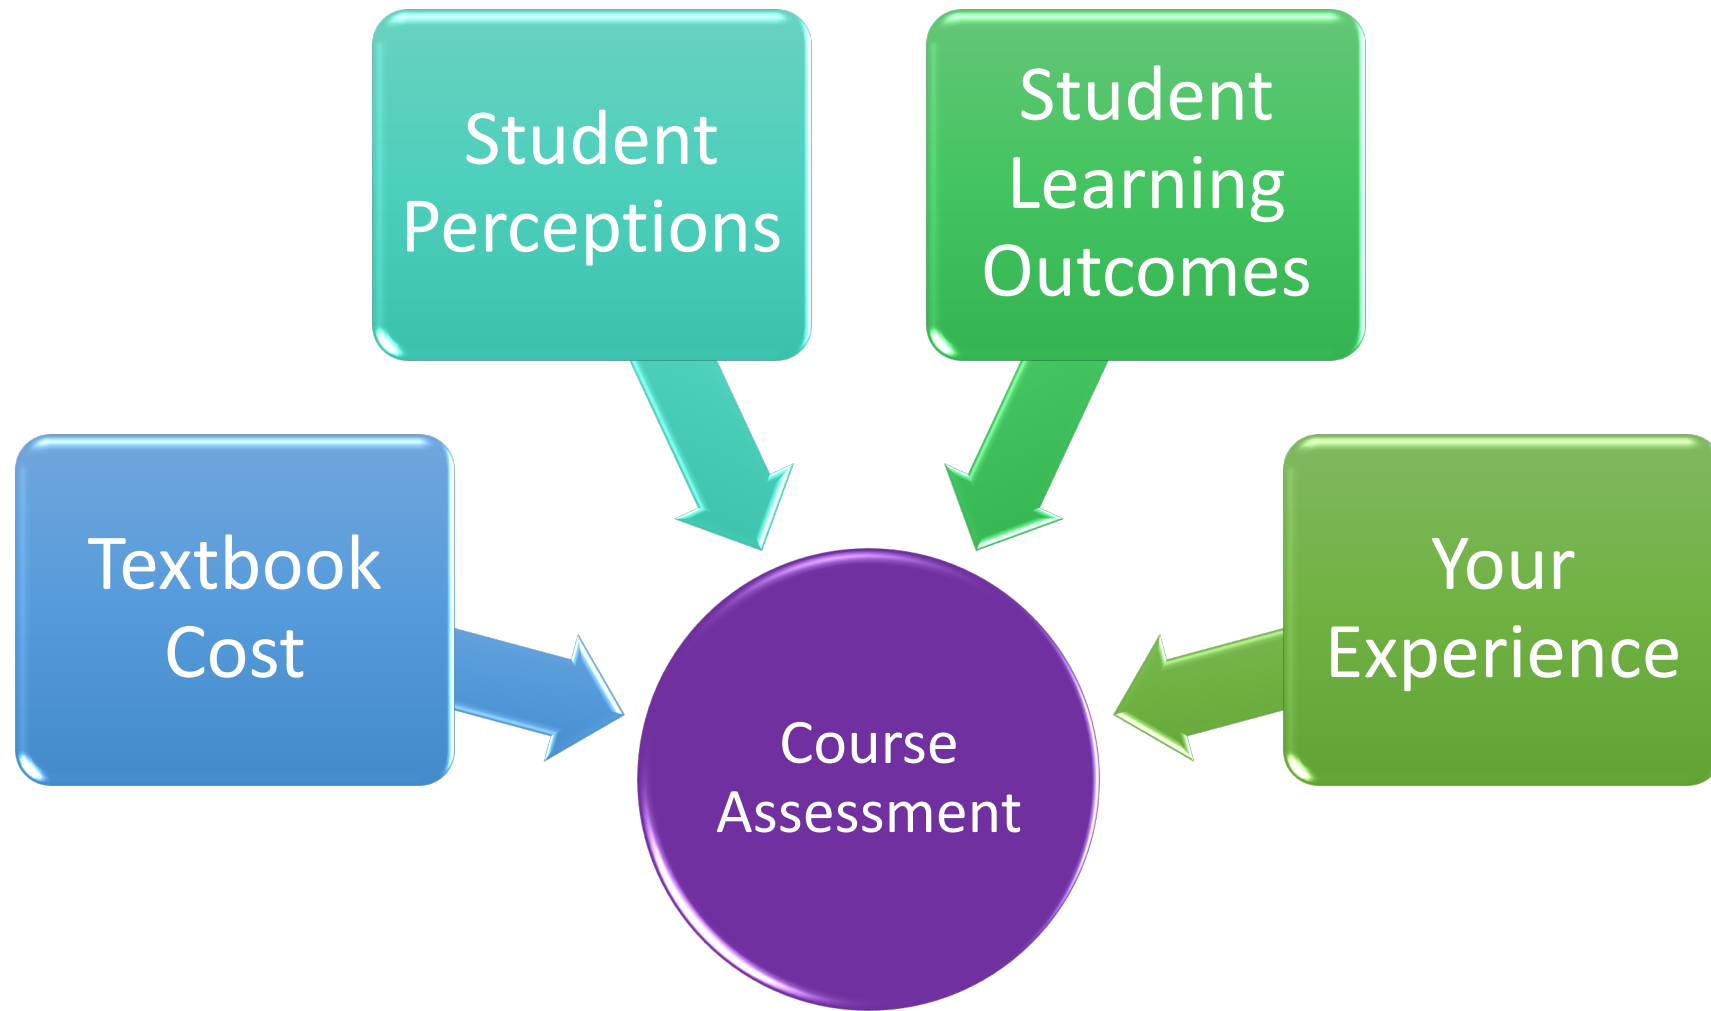 Student
Perceptions
Student
Learning
Outcomes
Textbook
Cost
Your
Experience
Course
Assessment